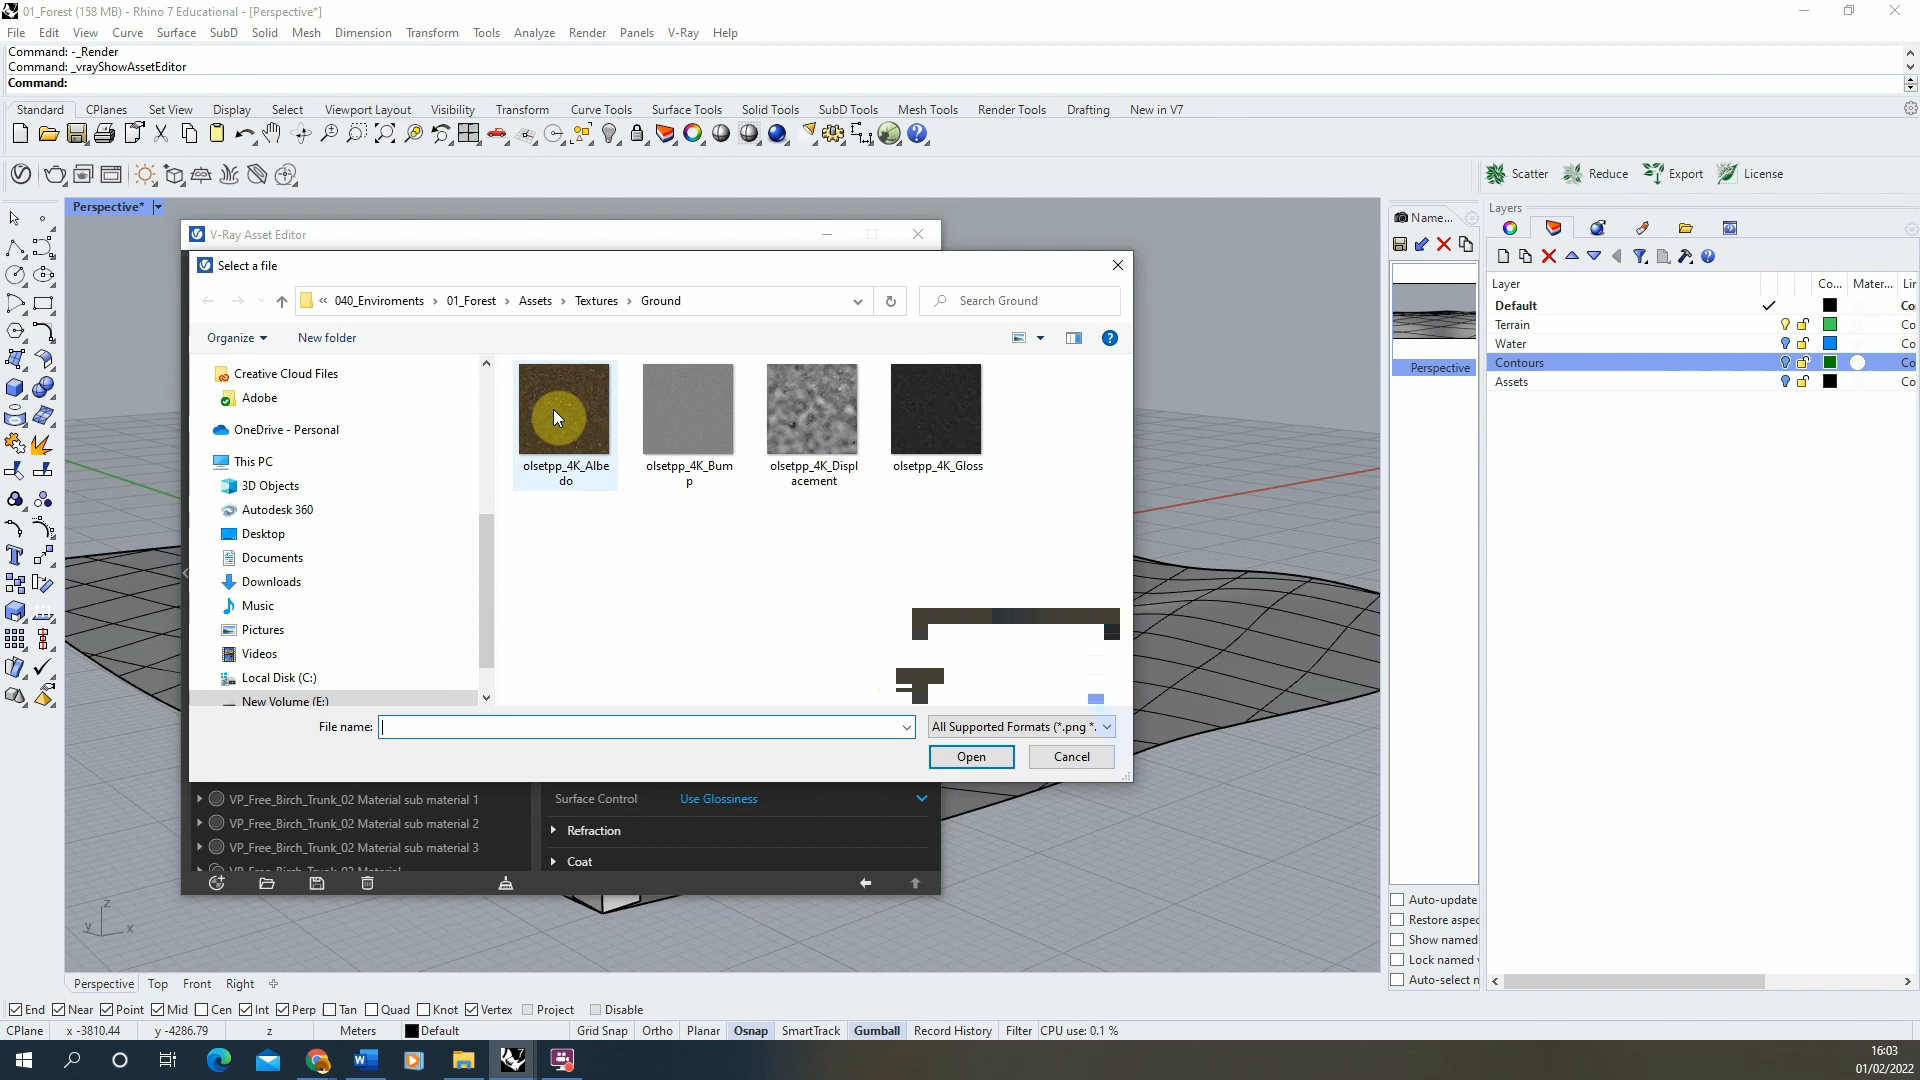 01_Forest (158 MB) - Rhino 7 Educational - [Perspective*]
File Edit View Curve Surface SubD Solid Mesh Dimension Transform Tools Analyze Render Panels V-Ray Help
Command: -_Render
Command: _vrayShowAssetEditor
Command:
Standard CPlanes Set View Display Select Viewport Layout Visibility Transform Curve Tools Surface Tools Solid Tools SubD Tools Mesh Tools Render Tools Drafting New in V7
Scatter Reduce Export License
Perspective*
V-Ray Asset Editor
Select a file
« 040_Enviroments › 01_Forest › Assets › Textures › Ground
Search Ground
Organize New folder
Creative Cloud Files
Adobe
OneDrive - Personal
This PC
3D Objects
Autodesk 360
Desktop
Documents
Downloads
Music
Pictures
Videos
Local Disk (C:)
New Volume (E:)
olsetpp_4K_Albe
do
olsetpp_4K_Bum
p
olsetpp_4K_Displ
acement
olsetpp_4K_Gloss
File name:
All Supported Formats (*.png *.
Open Cancel
VP_Free_Birch_Trunk_02 Material sub material 1
VP_Free_Birch_Trunk_02 Material sub material 2
VP_Free_Birch_Trunk_02 Material sub material 3
VP_Free_Birch_Trunk_02 Material
Surface Control Use Glossiness
Refraction
Coat
z
y x
Name...
Perspective
Auto-update
Restore aspec
Show named
Lock named v
Auto-select n
Layers
Layer Co... Mater... Lin
Default Co
Terrain Co
Water Co
Contours Co
Assets Co
Perspective Top Front Right
End Near Point Mid Cen Int Perp Tan Quad Knot Vertex Project Disable
CPlane x -3810.44 y -4286.79 z Meters Default Grid Snap Ortho Planar Osnap SmartTrack Gumball Record History Filter CPU use: 0.1 %
16:03
01/02/2022